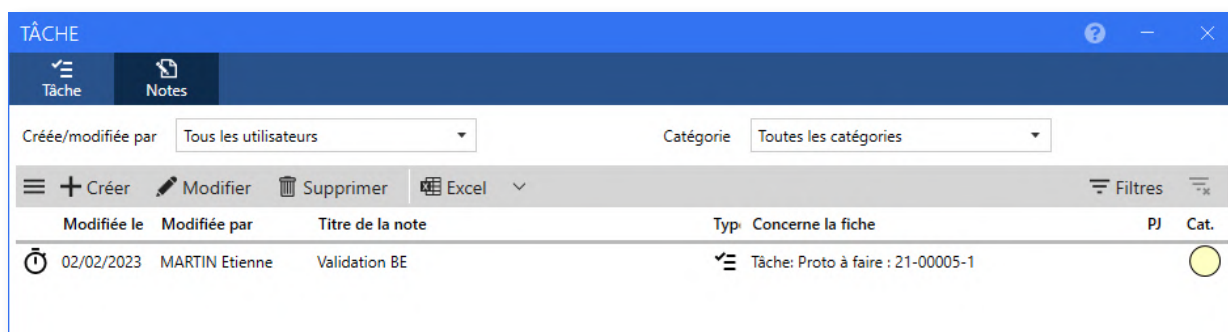 TÂCHE
Tâche Notes
Créée/modifiée par Tous les utilisateurs Catégorie Toutes les catégories
Créer Modifier Supprimer Excel Filtres
Modifiée le Modifiée par Titre de la note Typ Concerne la fiche PJ Cat.
02/02/2023 MARTIN Etienne Validation BE Tâche: Proto à faire : 21-00005-1